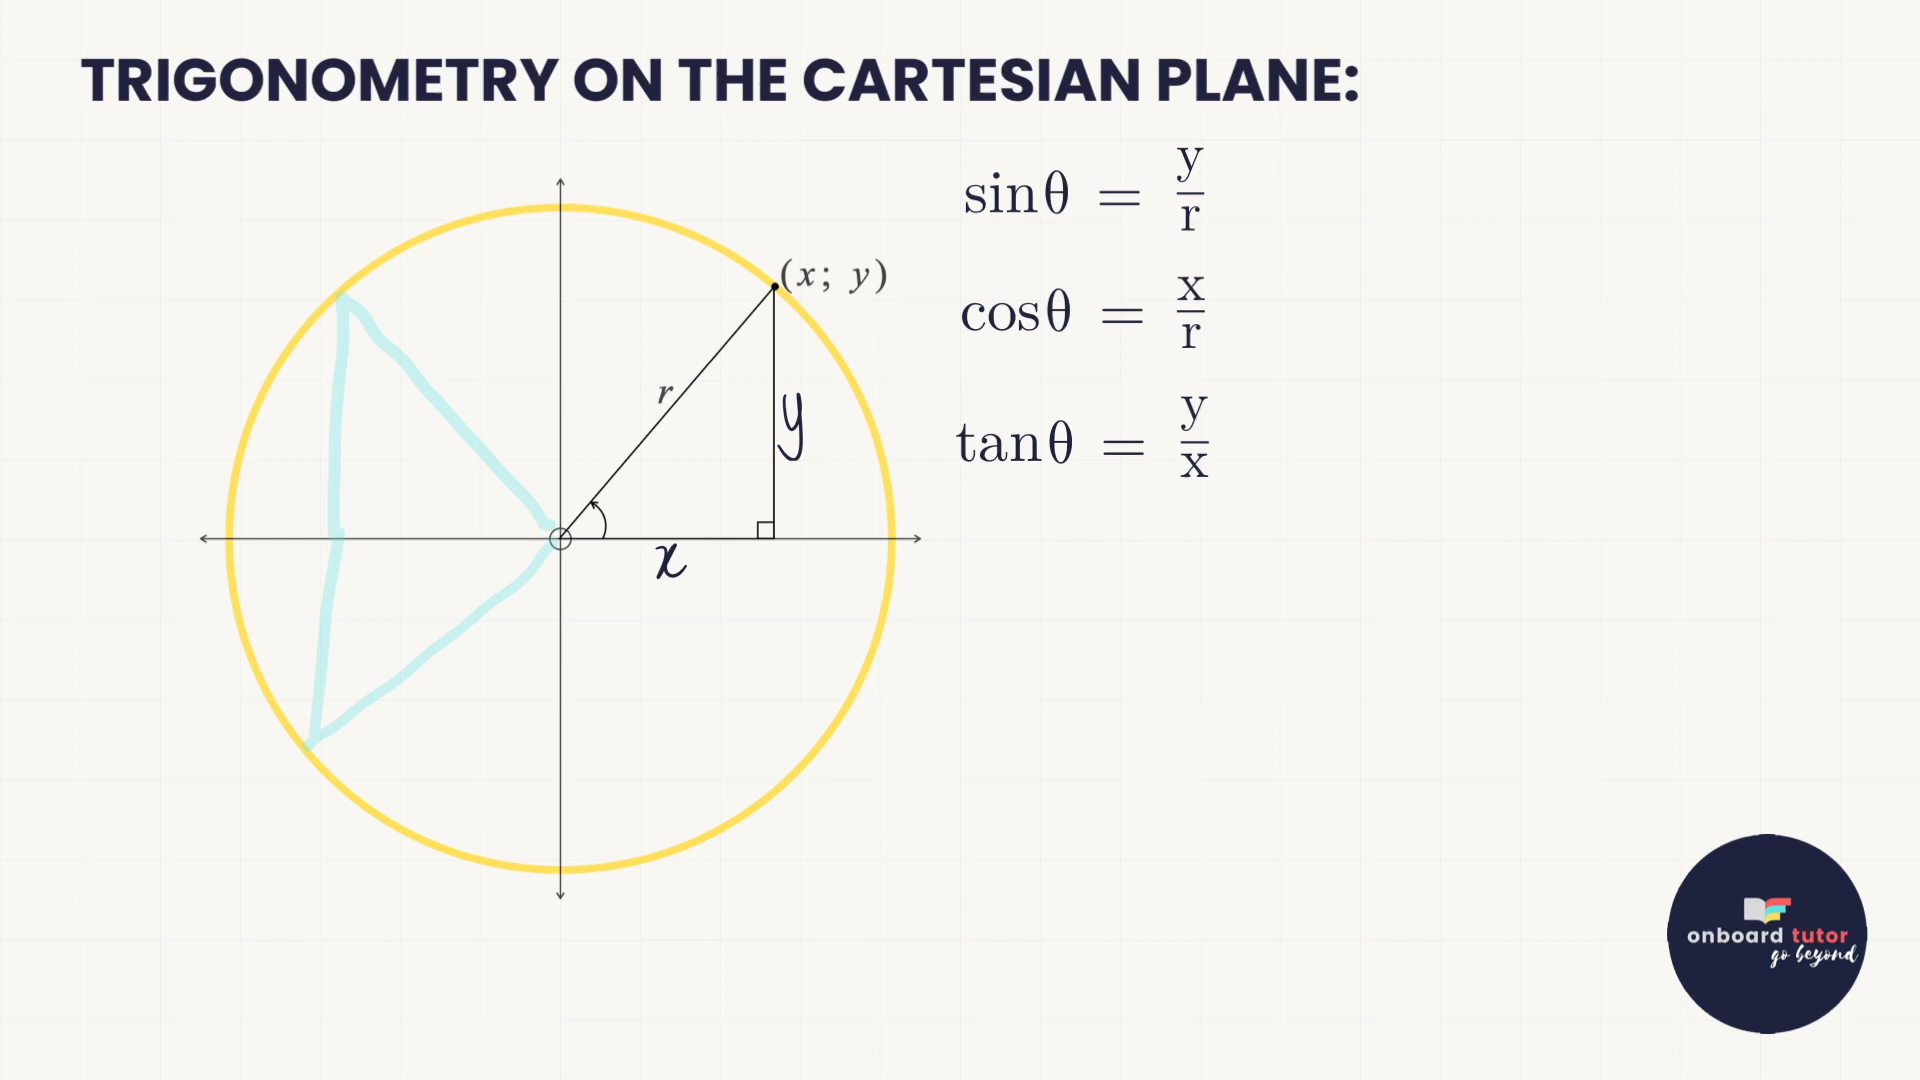 TRIGONOMETRY ON THE CARTESIAN PLANE:
sinθ = y/r
(x; y)
cosθ = x/r
r
y
tanθ = y/x
x
onboard tutor
go beyond